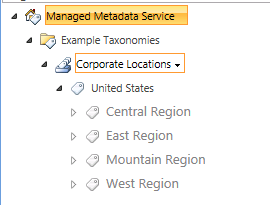 Managed Metadata Service
Example Taxonomies
Corporate Locations
United States
Central Region
East Region
Mountain Region
West Region